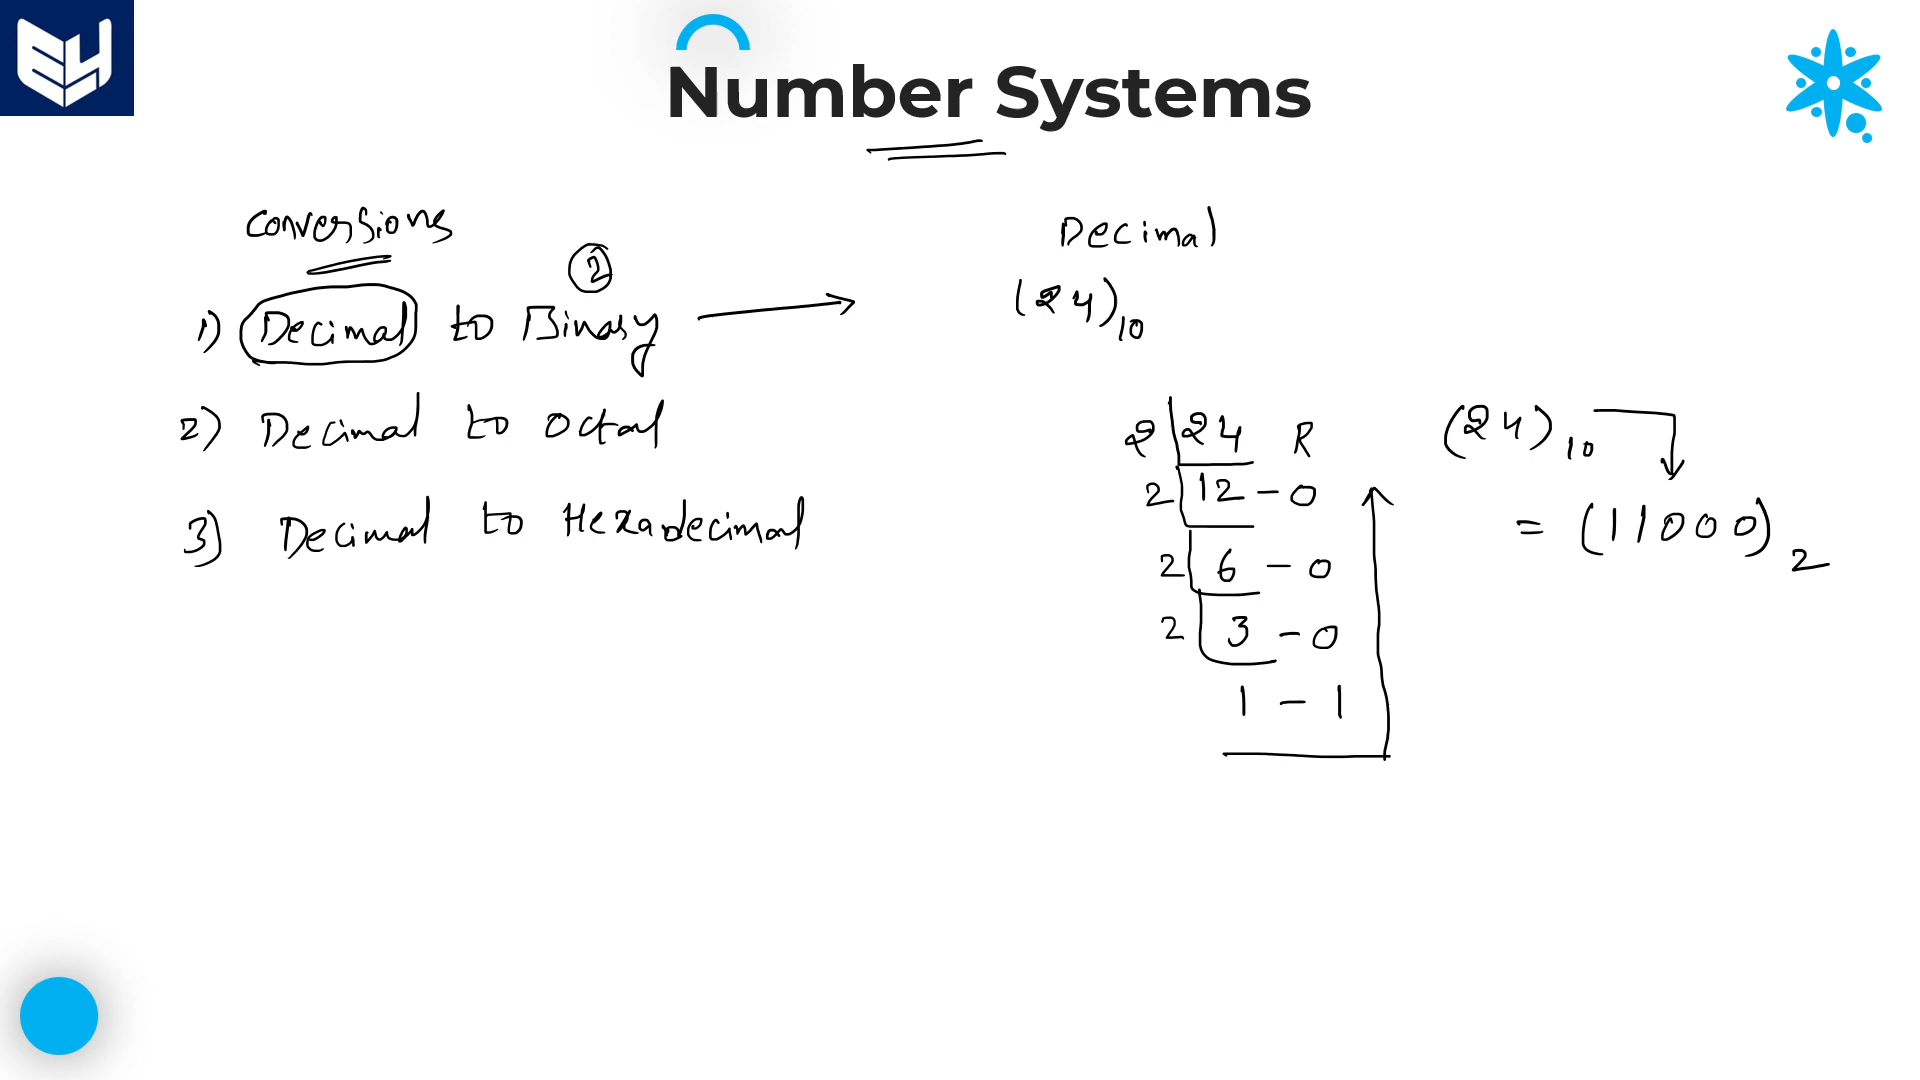 EY
Number Systems
Conversions
1) Decimal to Binary
2
2) Decimal to Octal
3) Decimal to Hexadecimal
Decimal
(24)10
2 24 R
2 12 - 0
2 6 - 0
2 3 - 0
1 - 1
(24)10
= (11000)2